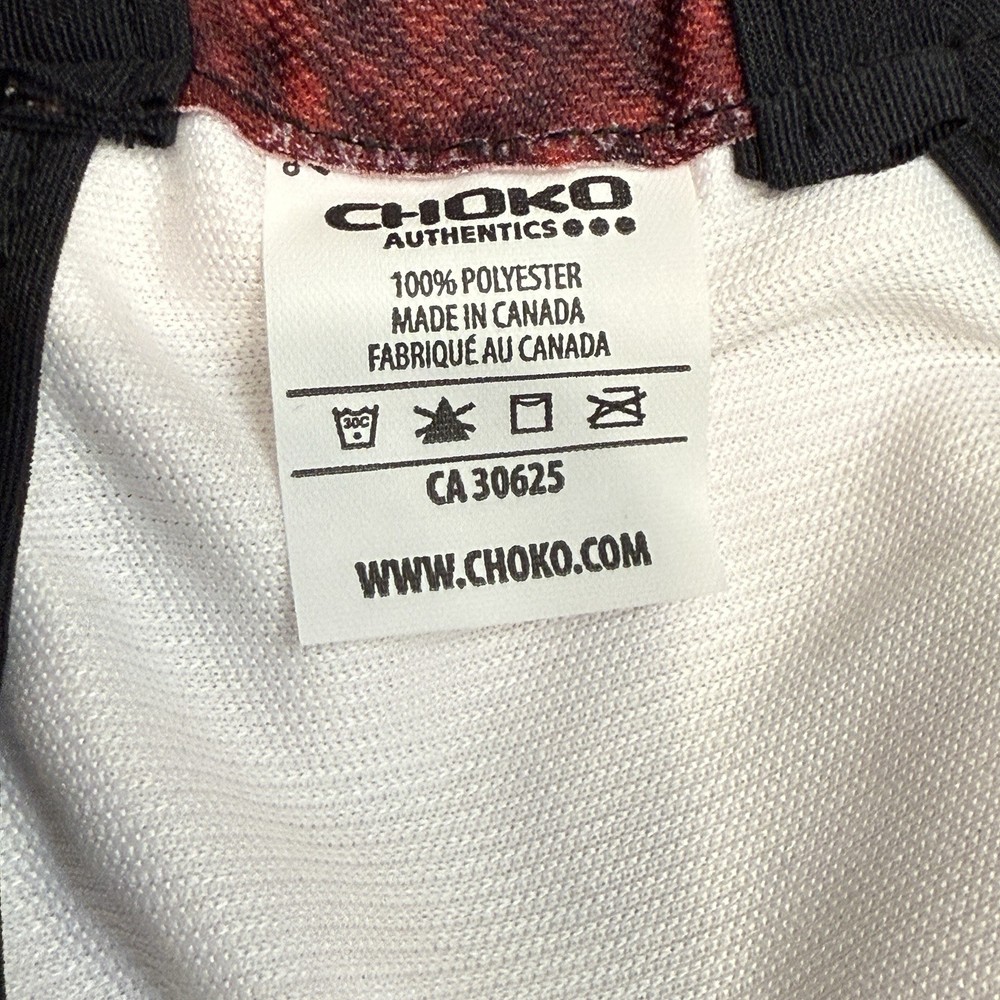 CHOKO
AUTHENTICS
100% POLYESTER
MADE IN CANADA
FABRIQUÉ AU CANADA
30C
CA 30625
WWW.CHOKO.COM